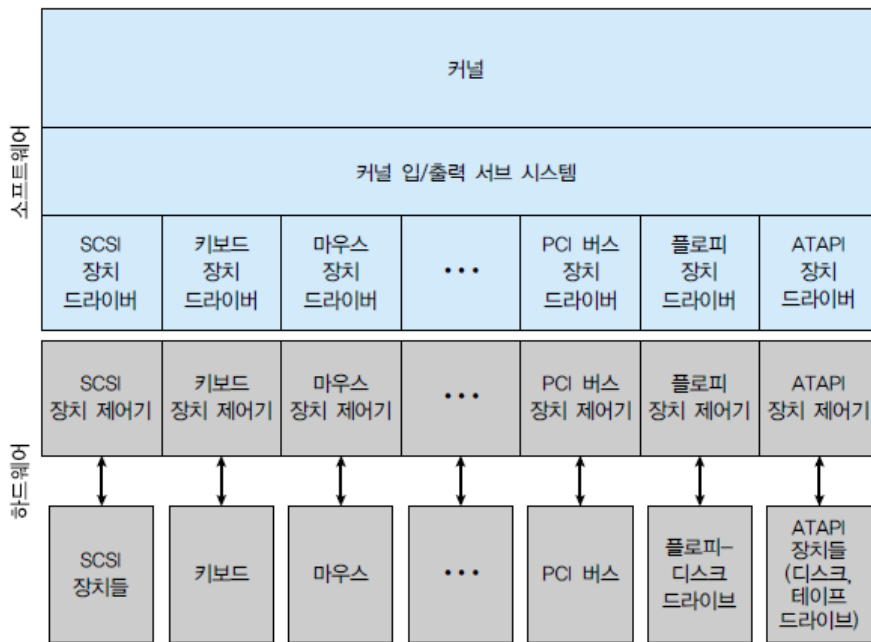 소프트웨어
커널
커널 입/출력 서브 시스템
SCSI
장치
드라이버
키보드
장치
드라이버
마우스
장치
드라이버
•••
PCI 버스
장치
드라이버
플로피
장치
드라이버
ATAPI
장치
드라이버
하드웨어
SCSI
장치 제어기
키보드
장치 제어기
마우스
장치 제어기
•••
PCI 버스
장치 제어기
플로피
장치 제어기
ATAPI
장치 제어기
SCSI
장치들
키보드
마우스
•••
PCI 버스
플로피-
디스크
드라이브
ATAPI
장치들
(디스크,
테이프
드라이브)